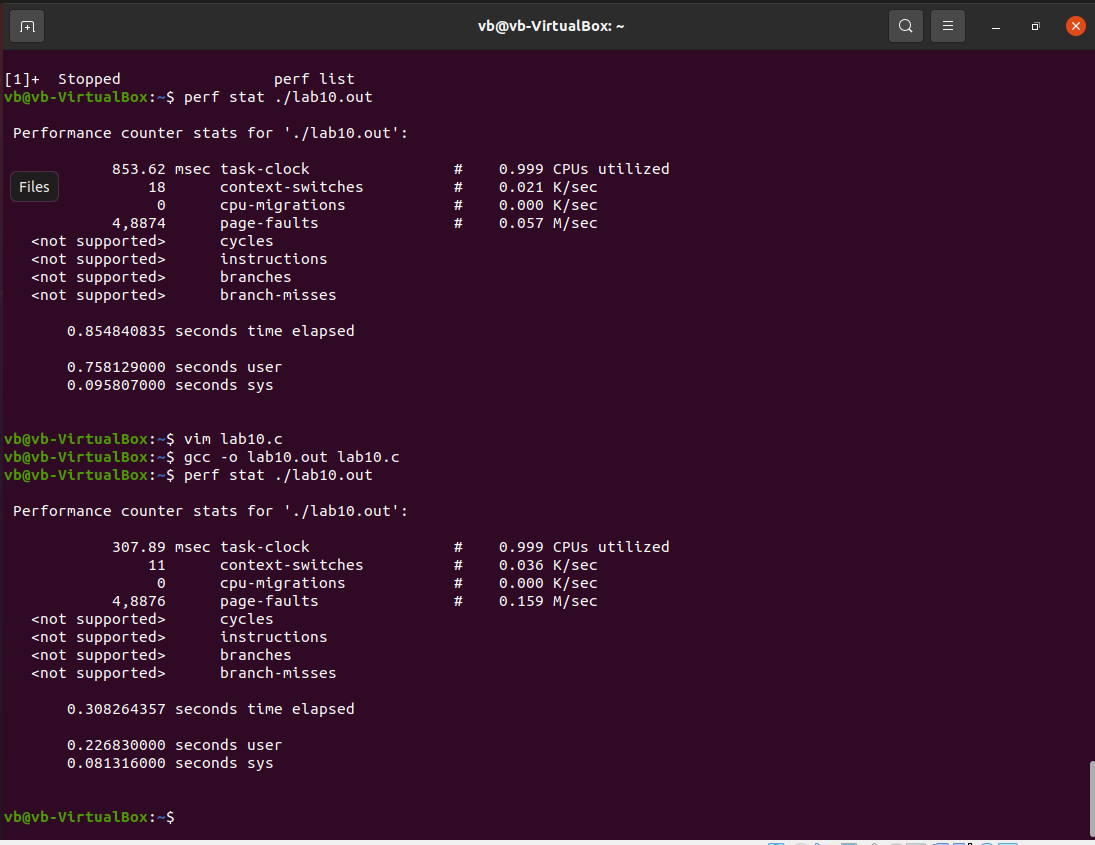 vb@vb-VirtualBox: ~
[1]+  Stopped                 perf list
vb@vb-VirtualBox:~$ perf stat ./lab10.out
 Performance counter stats for './lab10.out':
            853.62 msec task-clock                #    0.999 CPUs utilized
                18      context-switches          #    0.021 K/sec
Files
                 0      cpu-migrations            #    0.000 K/sec
            4,8874      page-faults               #    0.057 M/sec
   <not supported>      cycles
   <not supported>      instructions
   <not supported>      branches
   <not supported>      branch-misses
       0.854840835 seconds time elapsed
       0.758129000 seconds user
       0.095807000 seconds sys
vb@vb-VirtualBox:~$ vim lab10.c
vb@vb-VirtualBox:~$ gcc -o lab10.out lab10.c
vb@vb-VirtualBox:~$ perf stat ./lab10.out
 Performance counter stats for './lab10.out':
            307.89 msec task-clock                #    0.999 CPUs utilized
                11      context-switches          #    0.036 K/sec
                 0      cpu-migrations            #    0.000 K/sec
            4,8876      page-faults               #    0.159 M/sec
   <not supported>      cycles
   <not supported>      instructions
   <not supported>      branches
   <not supported>      branch-misses
       0.308264357 seconds time elapsed
       0.226830000 seconds user
       0.081316000 seconds sys
vb@vb-VirtualBox:~$